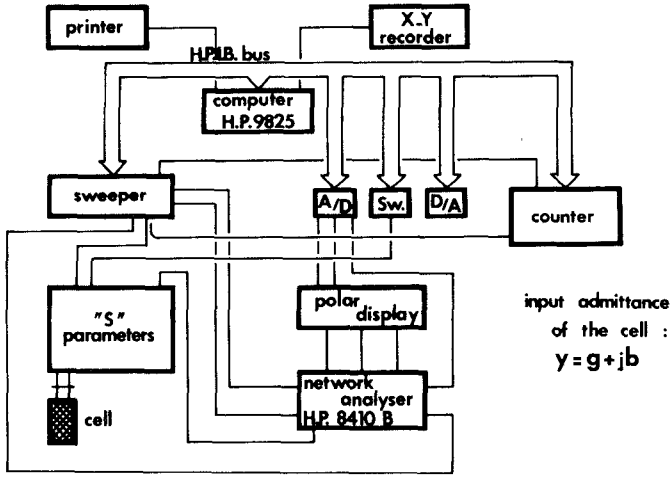 printer
X_Y
recorder
H.P.I.B. bus
computer
H.P. 9825
sweeper
A/D
Sw.
D/A
counter
"S"
parameters
polar
display
input admittance
of the cell :
y = g + jb
network
analyser
H.P. 8410 B
cell